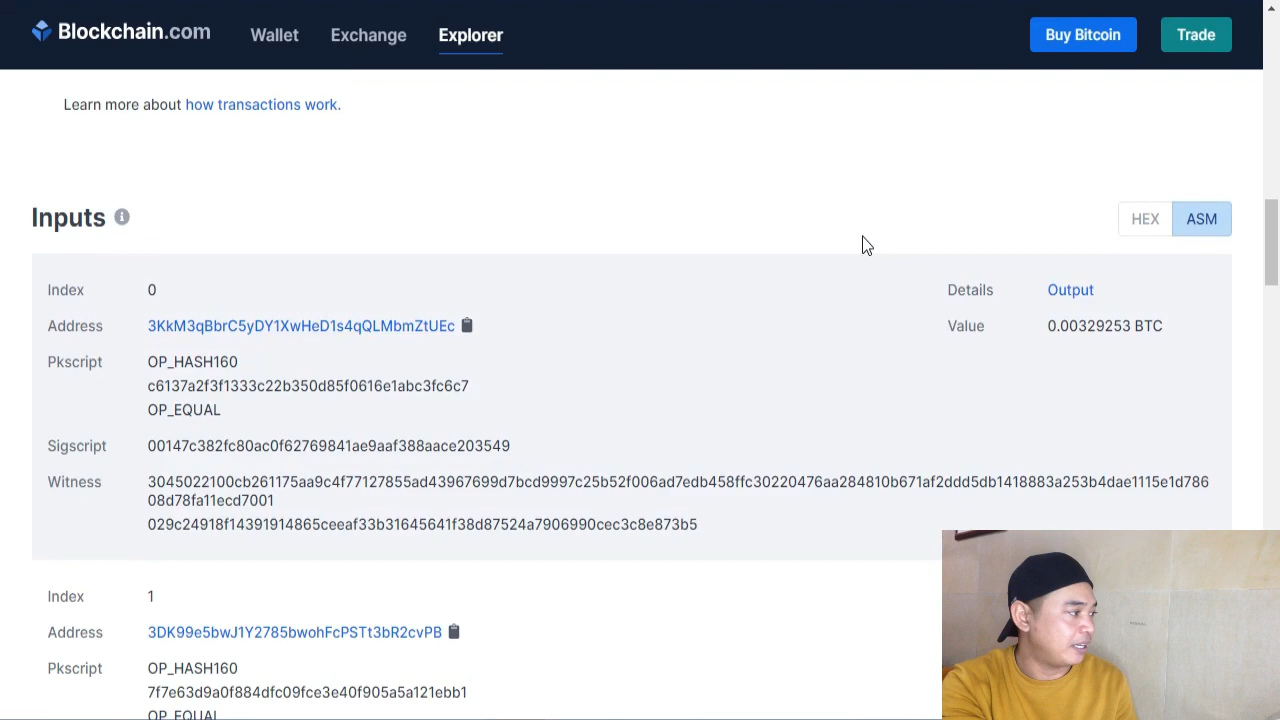 Blockchain.com Wallet Exchange Explorer Buy Bitcoin Trade
Learn more about how transactions work.
Inputs
HEX ASM
Index 0 Details Output
Address 3KkM3qBbrC5yDY1XwHeD1s4qQLMbmZtUEc Value 0.00329253 BTC
Pkscript OP_HASH160
c6137a2f3f1333c22b350d85f0616e1abc3fc6c7
OP_EQUAL
Sigscript 00147c382fc80ac0f62769841ae9aaf388aace203549
Witness 3045022100cb261175aa9c4f77127855ad43967699d7bcd9997c25b52f006ad7edb458ffc30220476aa284810b671af2ddd5db1418883a253b4dae1115e1d786
08d78fa11ecd7001
029c24918f14391914865ceeaf33b31645641f38d87524a7906990cec3c8e873b5
Index 1
Address 3DK99e5bwJ1Y2785bwohFcPSTt3bR2cvPB
Pkscript OP_HASH160
7f7e63d9a0f884dfc09fce3e40f905a5a121ebb1
OP_EQUAL